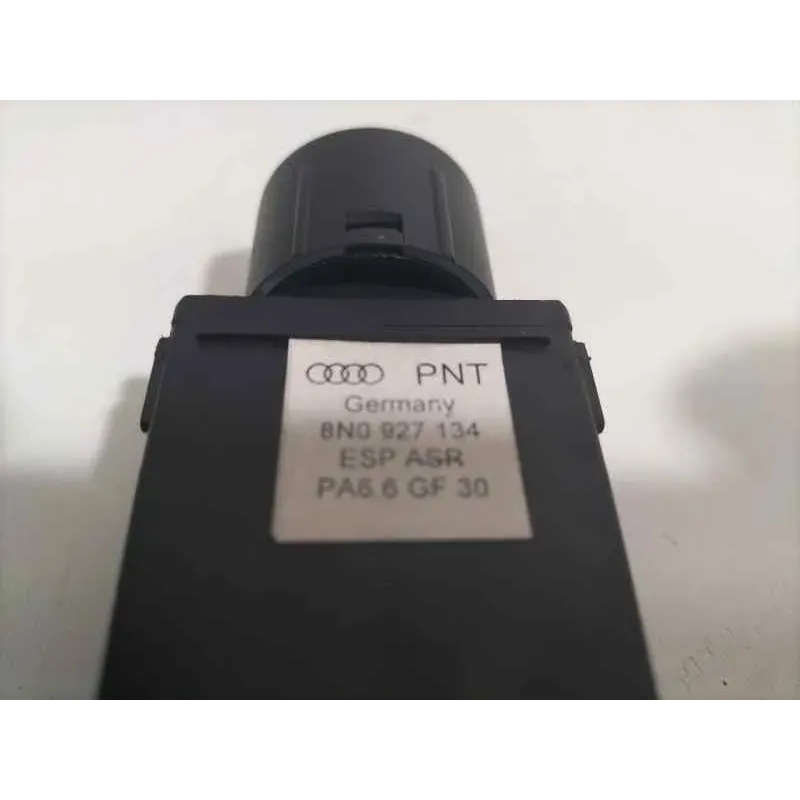 PNT
Germany
8N0 927 134
ESP ASR
PA6.6 GF 30